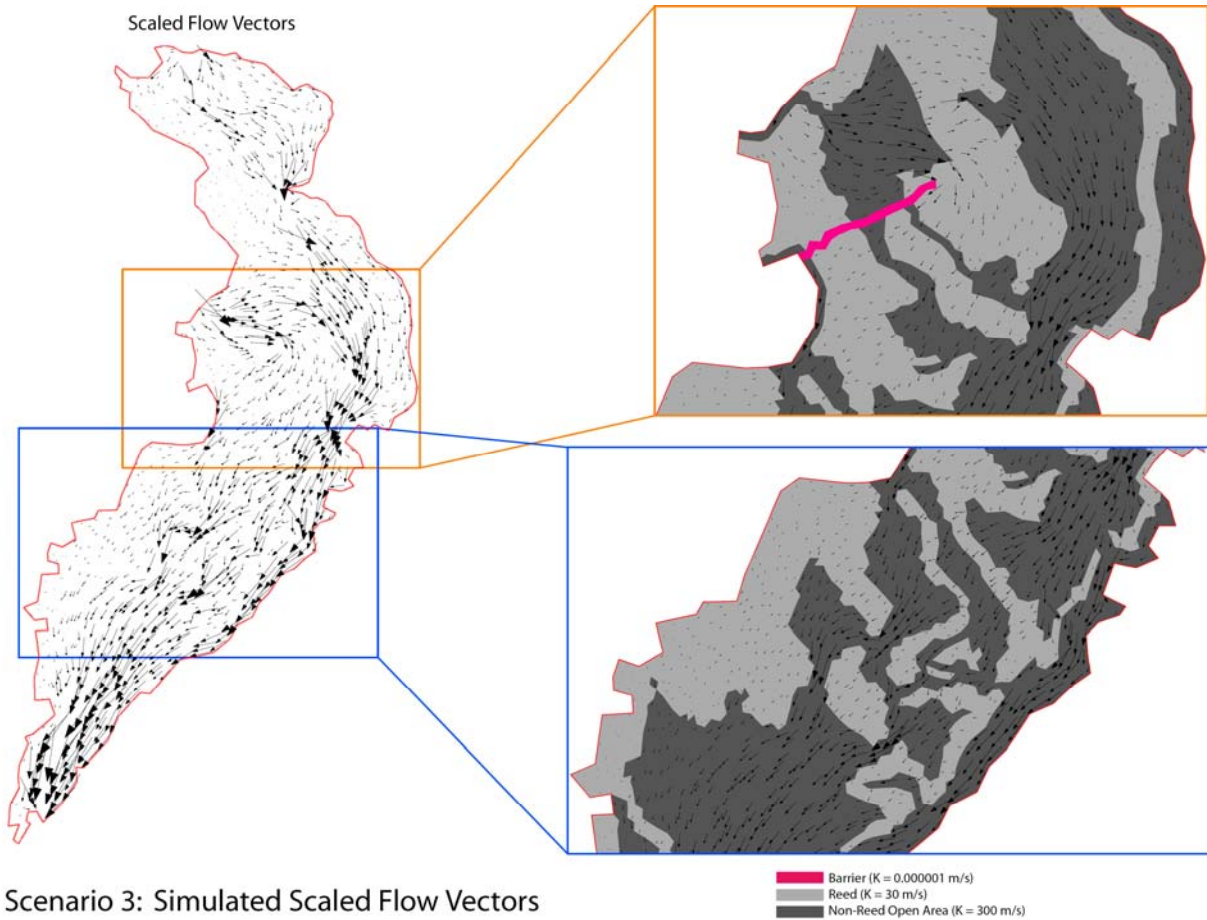 Scaled Flow Vectors
Scenario 3: Simulated Scaled Flow Vectors
Barrier (K = 0.000001 m/s)
Reed (K = 30 m/s)
Non-Reed Open Area (K = 300 m/s)